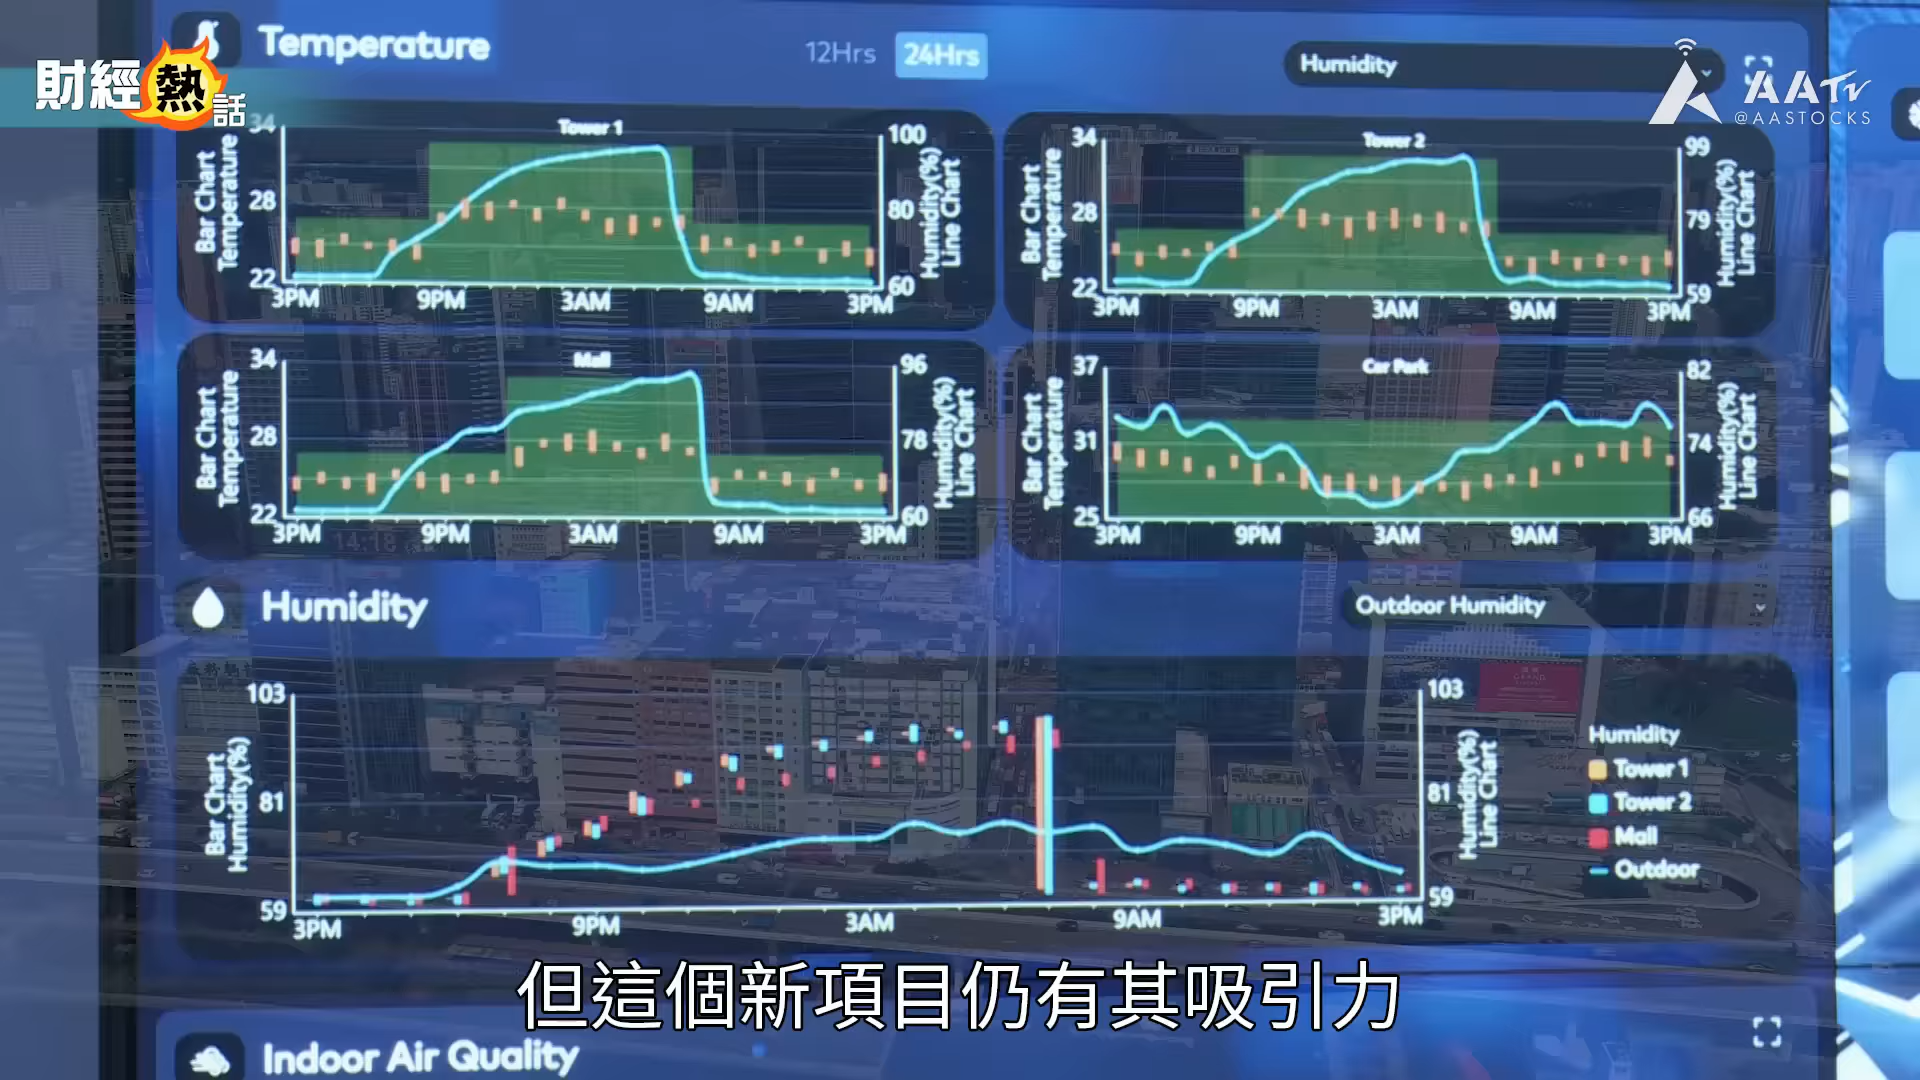 財經熱話
AATV
@AASTOCKS
Temperature
12Hrs
24Hrs
Humidity
Tower 1
Bar Chart
Temperature
34
28
22
100
80
60
Humidity(%)
Line Chart
3PM
9PM
3AM
9AM
3PM
Tower 2
Bar Chart
Temperature
34
28
22
99
79
59
Humidity(%)
Line Chart
3PM
9PM
3AM
9AM
3PM
Mall
Bar Chart
Temperature
34
28
22
96
78
60
Humidity(%)
Line Chart
3PM
9PM
3AM
9AM
3PM
Car Park
Bar Chart
Temperature
37
31
25
82
74
66
Humidity(%)
Line Chart
3PM
9PM
3AM
9AM
3PM
14:18
Humidity
Outdoor Humidity
Bar Chart
Humidity(%)
103
81
59
103
81
59
Humidity(%)
Line Chart
3PM
9PM
3AM
9AM
3PM
Humidity
Tower 1
Tower 2
Mall
Outdoor
GRAND
但這個新項目仍有其吸引力
Indoor Air Quality